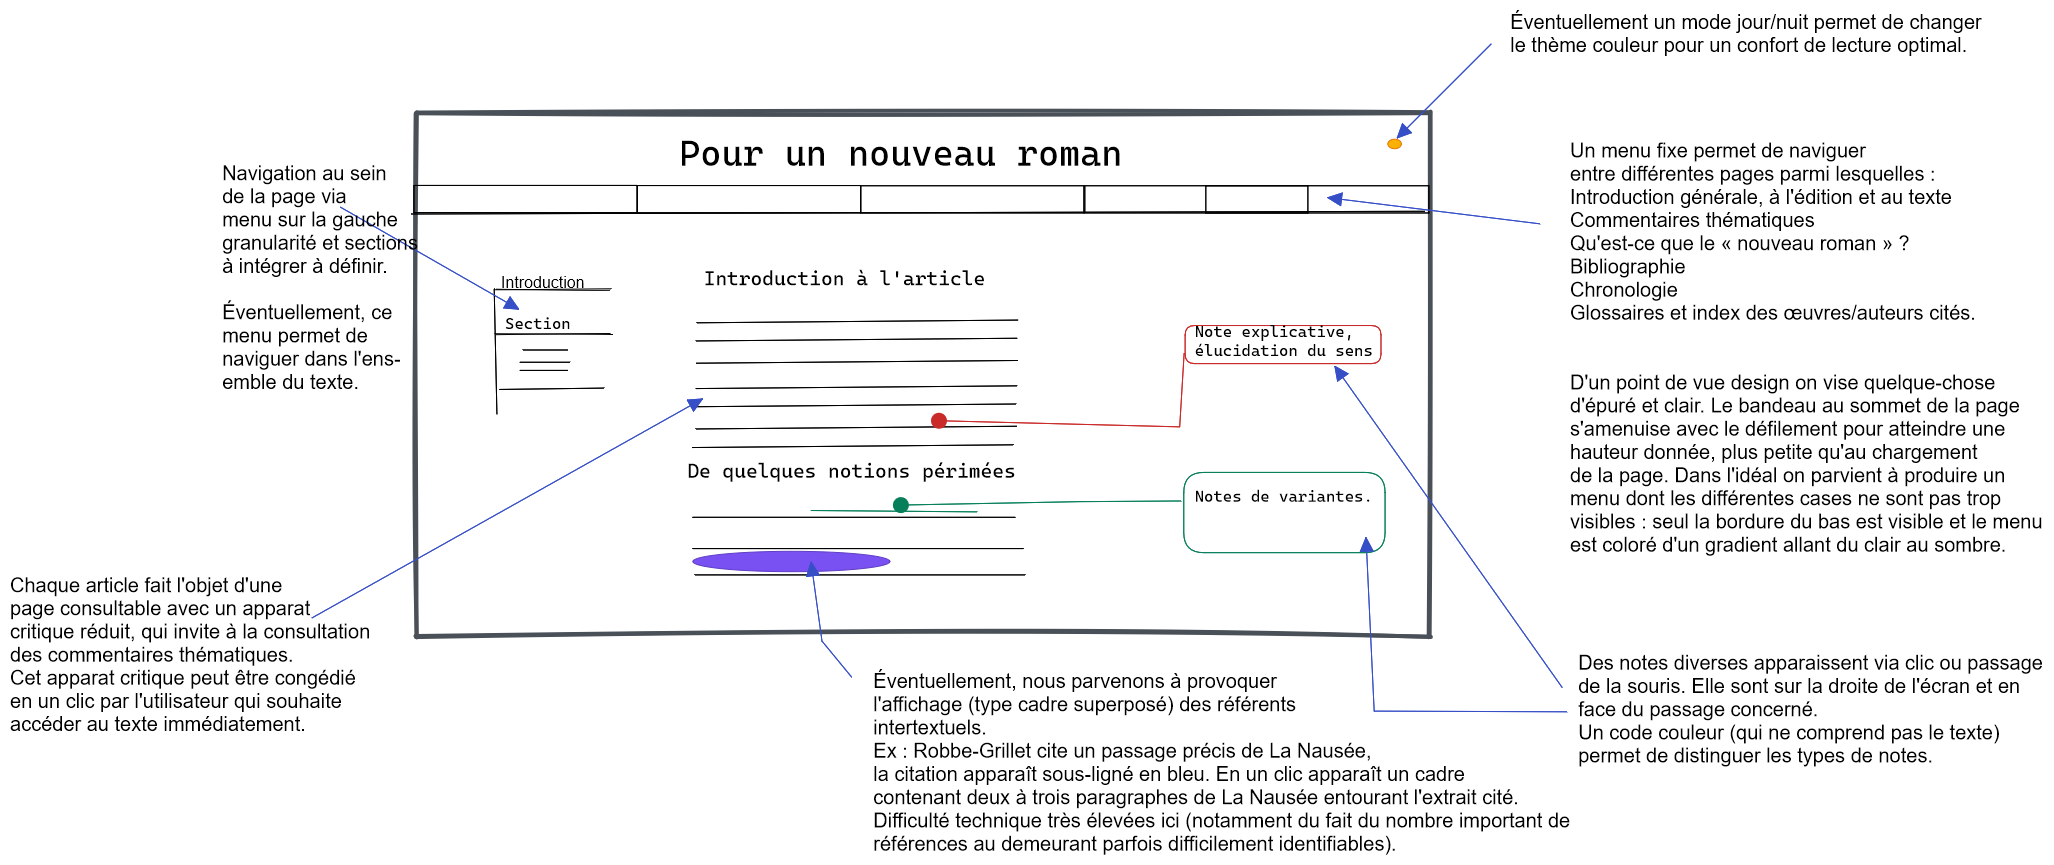 Éventuellement un mode jour/nuit permet de changer
le thème couleur pour un confort de lecture optimal.
Pour un nouveau roman
Navigation au sein
de la page via
menu sur la gauche
granularité et sections
à intégrer à définir.
Éventuellement, ce
menu permet de
naviguer dans l'ens-
emble du texte.
Un menu fixe permet de naviguer
entre différentes pages parmi lesquelles :
Introduction générale, à l'édition et au texte
Commentaires thématiques
Qu'est-ce que le « nouveau roman » ?
Bibliographie
Chronologie
Glossaires et index des œuvres/auteurs cités.
Introduction
Section
Introduction à l'article
Note explicative,
élucidation du sens
De quelques notions périmées
Notes de variantes.
D'un point de vue design on vise quelque-chose
d'épuré et clair. Le bandeau au sommet de la page
s'amenuise avec le défilement pour atteindre une
hauteur donnée, plus petite qu'au chargement
de la page. Dans l'idéal on parvient à produire un
menu dont les différentes cases ne sont pas trop
visibles : seul la bordure du bas est visible et le menu
est coloré d'un gradient allant du clair au sombre.
Chaque article fait l'objet d'une
page consultable avec un apparat
critique réduit, qui invite à la consultation
des commentaires thématiques.
Cet apparat critique peut être congédié
en un clic par l'utilisateur qui souhaite
accéder au texte immédiatement.
Éventuellement, nous parvenons à provoquer
l'affichage (type cadre superposé) des référents
intertextuels.
Ex : Robbe-Grillet cite un passage précis de La Nausée,
la citation apparaît sous-ligné en bleu. En un clic apparaît un cadre
contenant deux à trois paragraphes de La Nausée entourant l'extrait cité.
Difficulté technique très élevées ici (notamment du fait du nombre important de
références au demeurant parfois difficilement identifiables).
Des notes diverses apparaissent via clic ou passage
de la souris. Elle sont sur la droite de l'écran et en
face du passage concerné.
Un code couleur (qui ne comprend pas le texte)
permet de distinguer les types de notes.